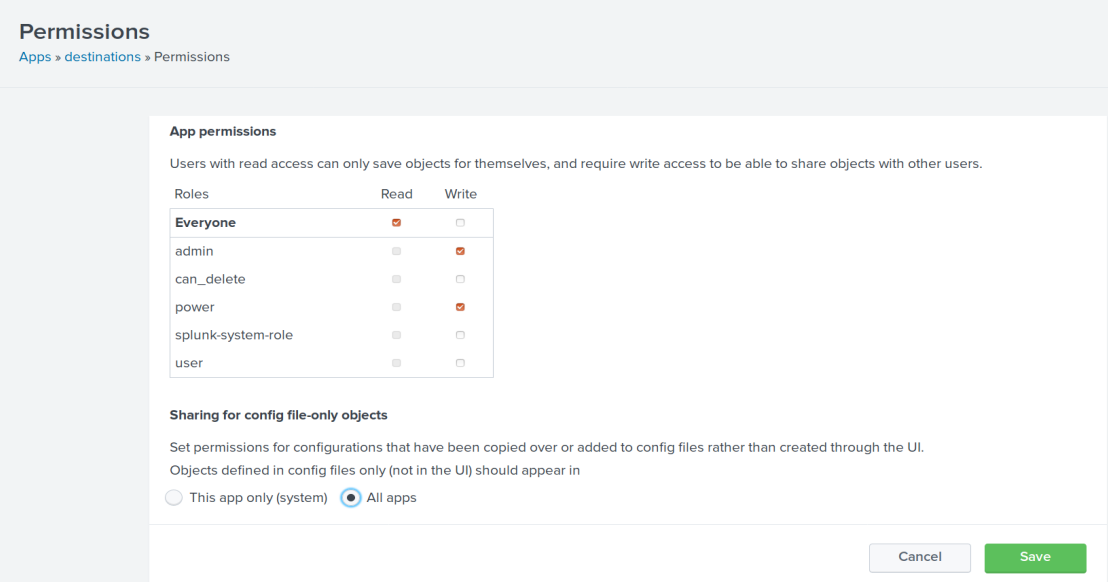 Permissions
Apps » destinations » Permissions
App permissions
Users with read access can only save objects for themselves, and require write access to be able to share objects with other users.
Roles Read Write
Everyone
admin
can_delete
power
splunk-system-role
user
Sharing for config file-only objects
Set permissions for configurations that have been copied over or added to config files rather than created through the UI.
Objects defined in config files only (not in the UI) should appear in
This app only (system) All apps
Cancel Save